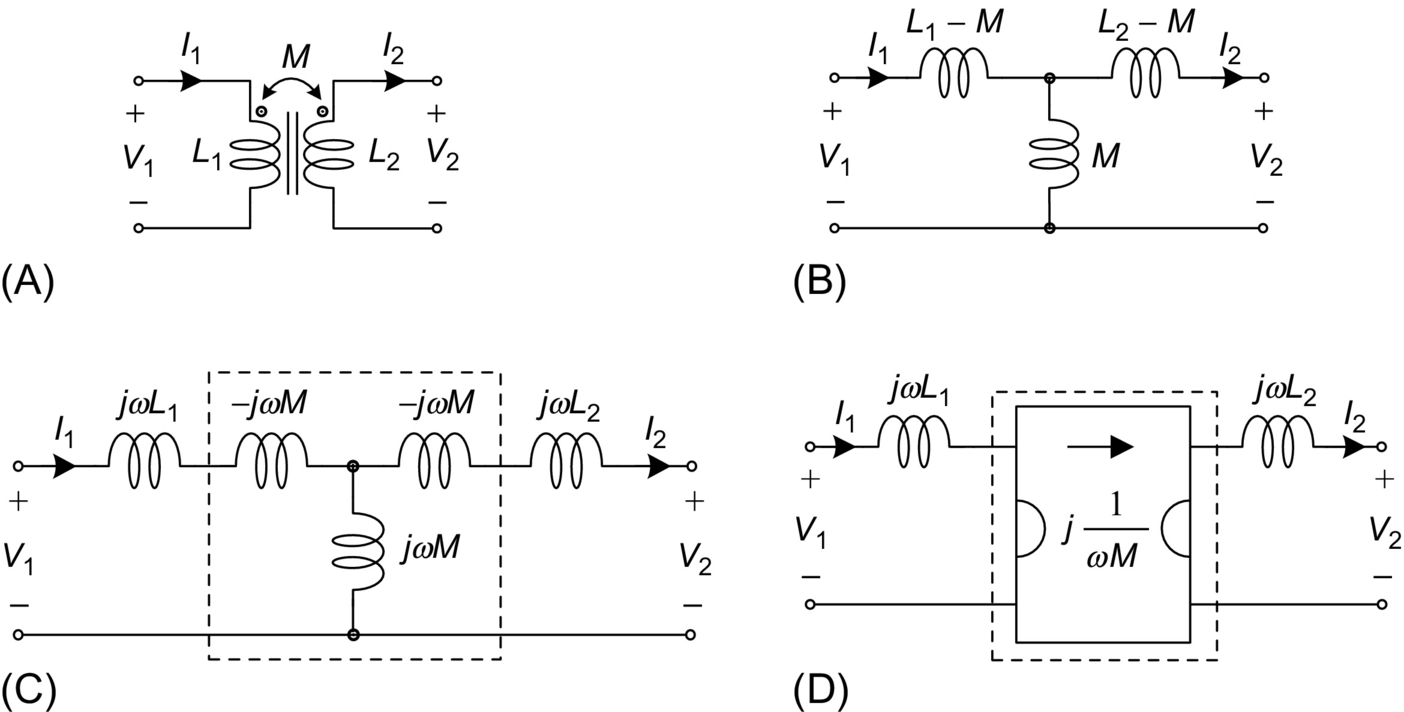 I₁ M I₂
+ +
V₁ L₁ L₂ V₂
− −
(A)
L₁ − M L₂ − M
I₁ I₂
+ +
V₁ M V₂
− −
(B)
jωL₁ −jωM −jωM jωL₂
I₁ I₂
+ +
V₁ jωM V₂
− −
(C)
jωL₁ jωL₂
I₁ I₂
+ +
V₁ j 1/ωM V₂
− −
(D)